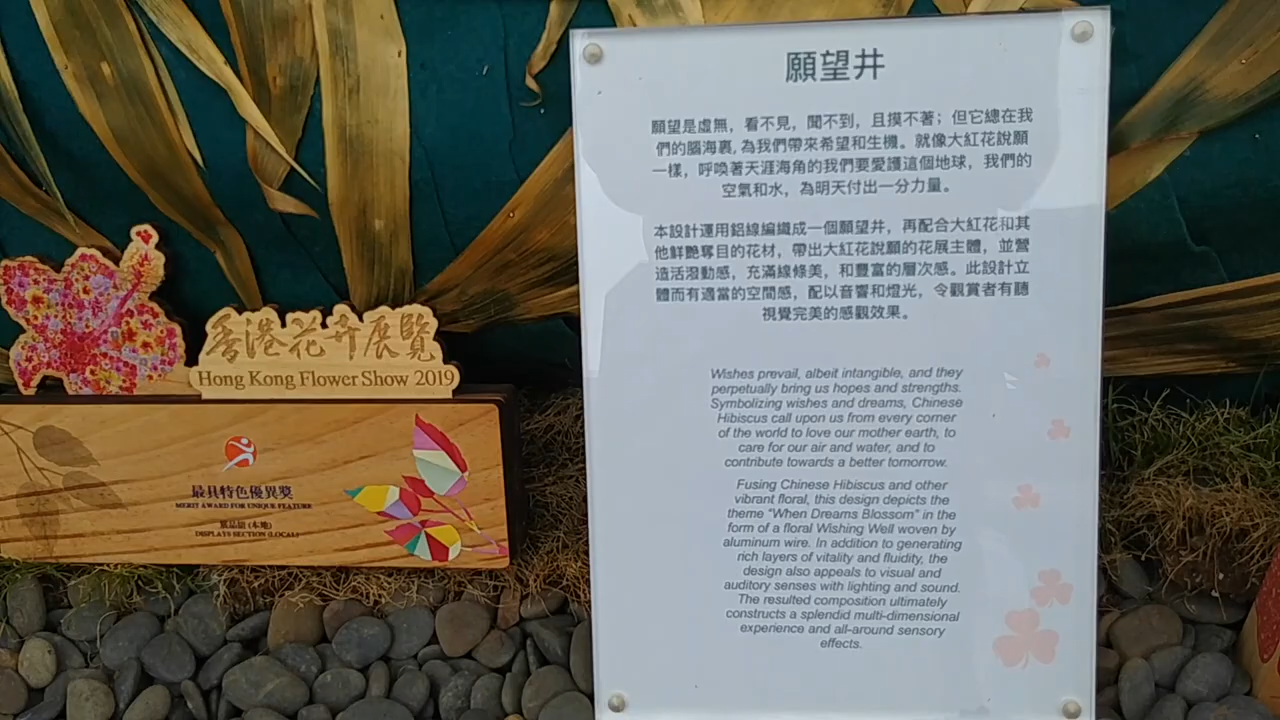 願望井
願望是虛無，看不見，聞不到，且摸不著；但它總在我
們的腦海裏, 為我們帶來希望和生機。就像大紅花說願
一樣，呼喚著天涯海角的我們要愛護這個地球，我們的
空氣和水，為明天付出一分力量。
本設計運用鋁線編織成一個願望井，再配合大紅花和其
他鮮艷奪目的花材，帶出大紅花說願的花展主體，並營
造活潑動感，充滿線條美，和豐富的層次感。此設計立
體而有適當的空間感，配以音響和燈光，令觀賞者有聽
視覺完美的感觀效果。
Wishes prevail, albeit intangible, and they
perpetually bring us hopes and strengths.
Symbolizing wishes and dreams, Chinese
Hibiscus call upon us from every corner
of the world to love our mother earth, to
care for our air and water, and to
contribute towards a better tomorrow.
Fusing Chinese Hibiscus and other
vibrant floral, this design depicts the
theme "When Dreams Blossom" in the
form of a floral Wishing Well woven by
aluminum wire. In addition to generating
rich layers of vitality and fluidity, the
design also appeals to visual and
auditory senses with lighting and sound.
The resulted composition ultimately
constructs a splendid multi-dimensional
experience and all-around sensory
effects.
香港花卉展覽
Hong Kong Flower Show 2019
最具特色優異獎
MERIT AWARD FOR UNIQUE FEATURE
展品組 (本地)
DISPLAYS SECTION (LOCAL)